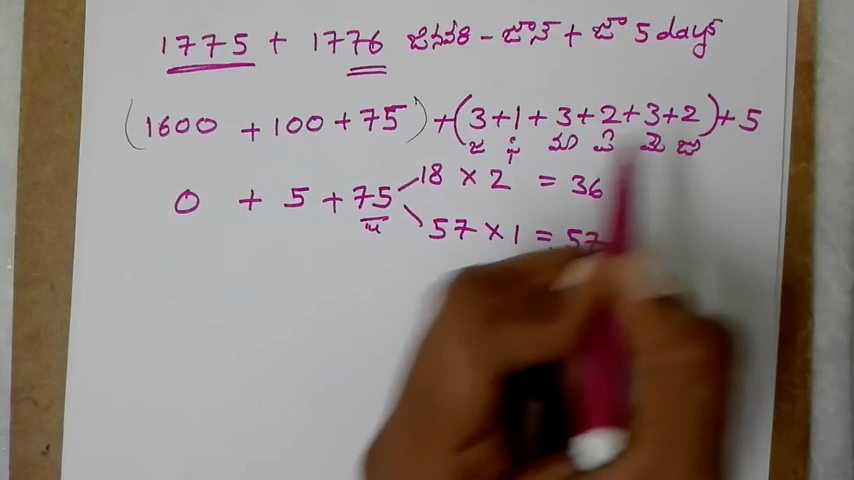 1775 + 1776 జనవరి - జూన్ + జూ 5 days
(1600 + 100 + 75) + (3 + 1 + 3 + 2 + 3 + 2) + 5
జ ఫి మా ఏ మే జూ
0 + 5 + 75 18 × 2 = 36
57 × 1 = 57